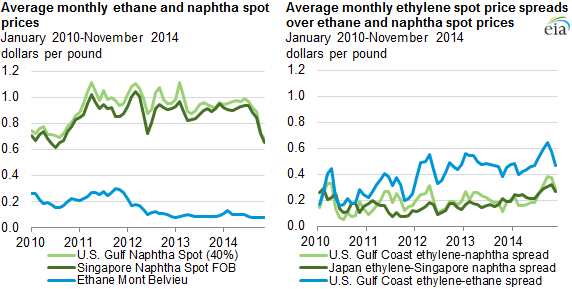 Average monthly ethane and naphtha spot
prices
January 2010-November 2014
dollars per pound
1.2
1.0
0.8
0.6
0.4
0.2
0.0
2010 2011 2012 2013 2014
U.S. Gulf Naphtha Spot (40%)
Singapore Naphtha Spot FOB
Ethane Mont Belvieu
Average monthly ethylene spot price spreads
over ethane and naphtha spot prices
January 2010-November 2014
dollars per pound
eia
1.2
1.0
0.8
0.6
0.4
0.2
0.0
2010 2011 2012 2013 2014
U.S. Gulf Coast ethylene-naphtha spread
Japan ethylene-Singapore naphtha spread
U.S. Gulf Coast ethylene-ethane spread